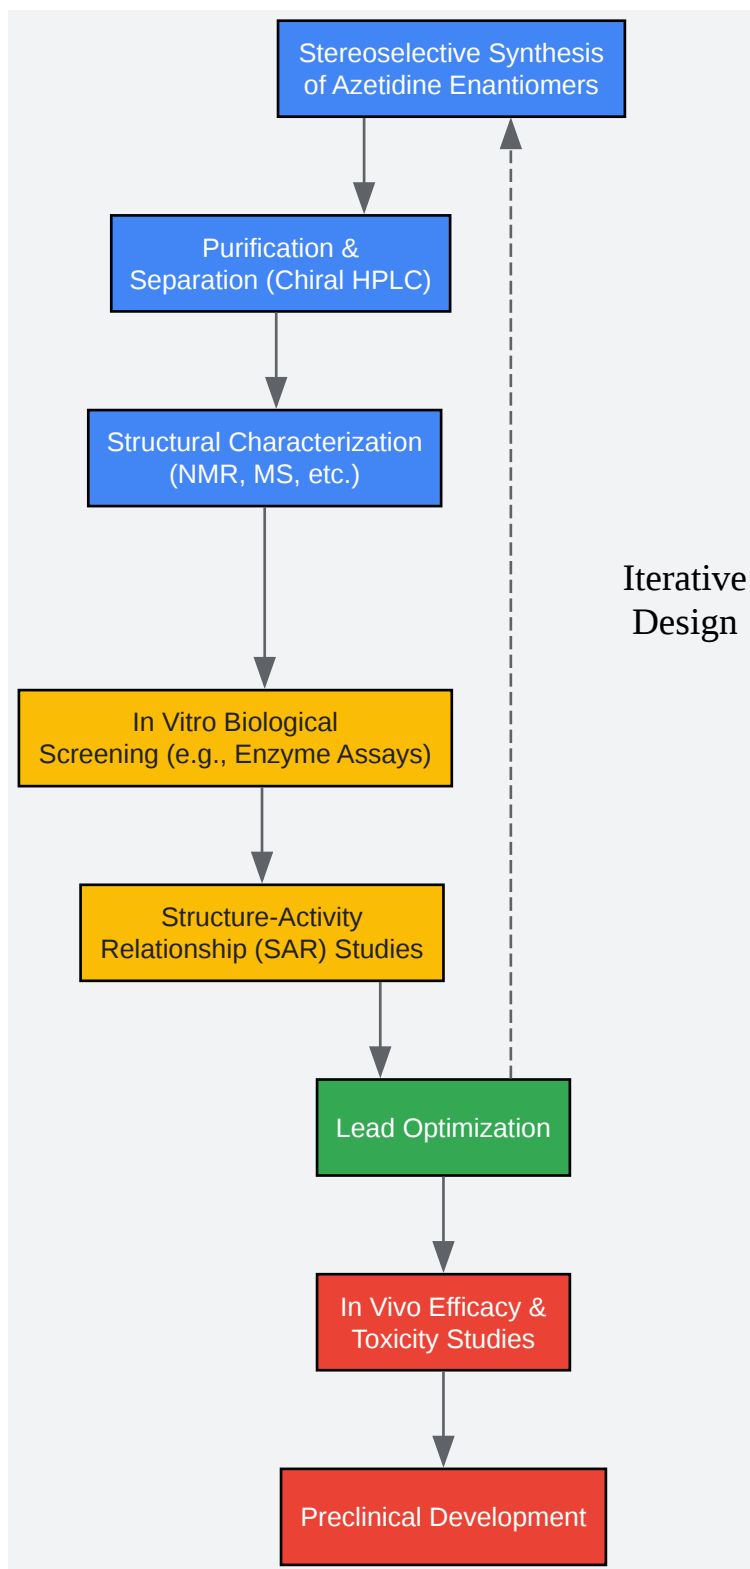 Stereoselective Synthesis
of Azetidine Enantiomers
Purification &
Separation (Chiral HPLC)
Structural Characterization
(NMR, MS, etc.)
Iterative
Design
In Vitro Biological
Screening (e.g., Enzyme Assays)
Structure-Activity
Relationship (SAR) Studies
Lead Optimization
In Vivo Efficacy &
Toxicity Studies
Preclinical Development